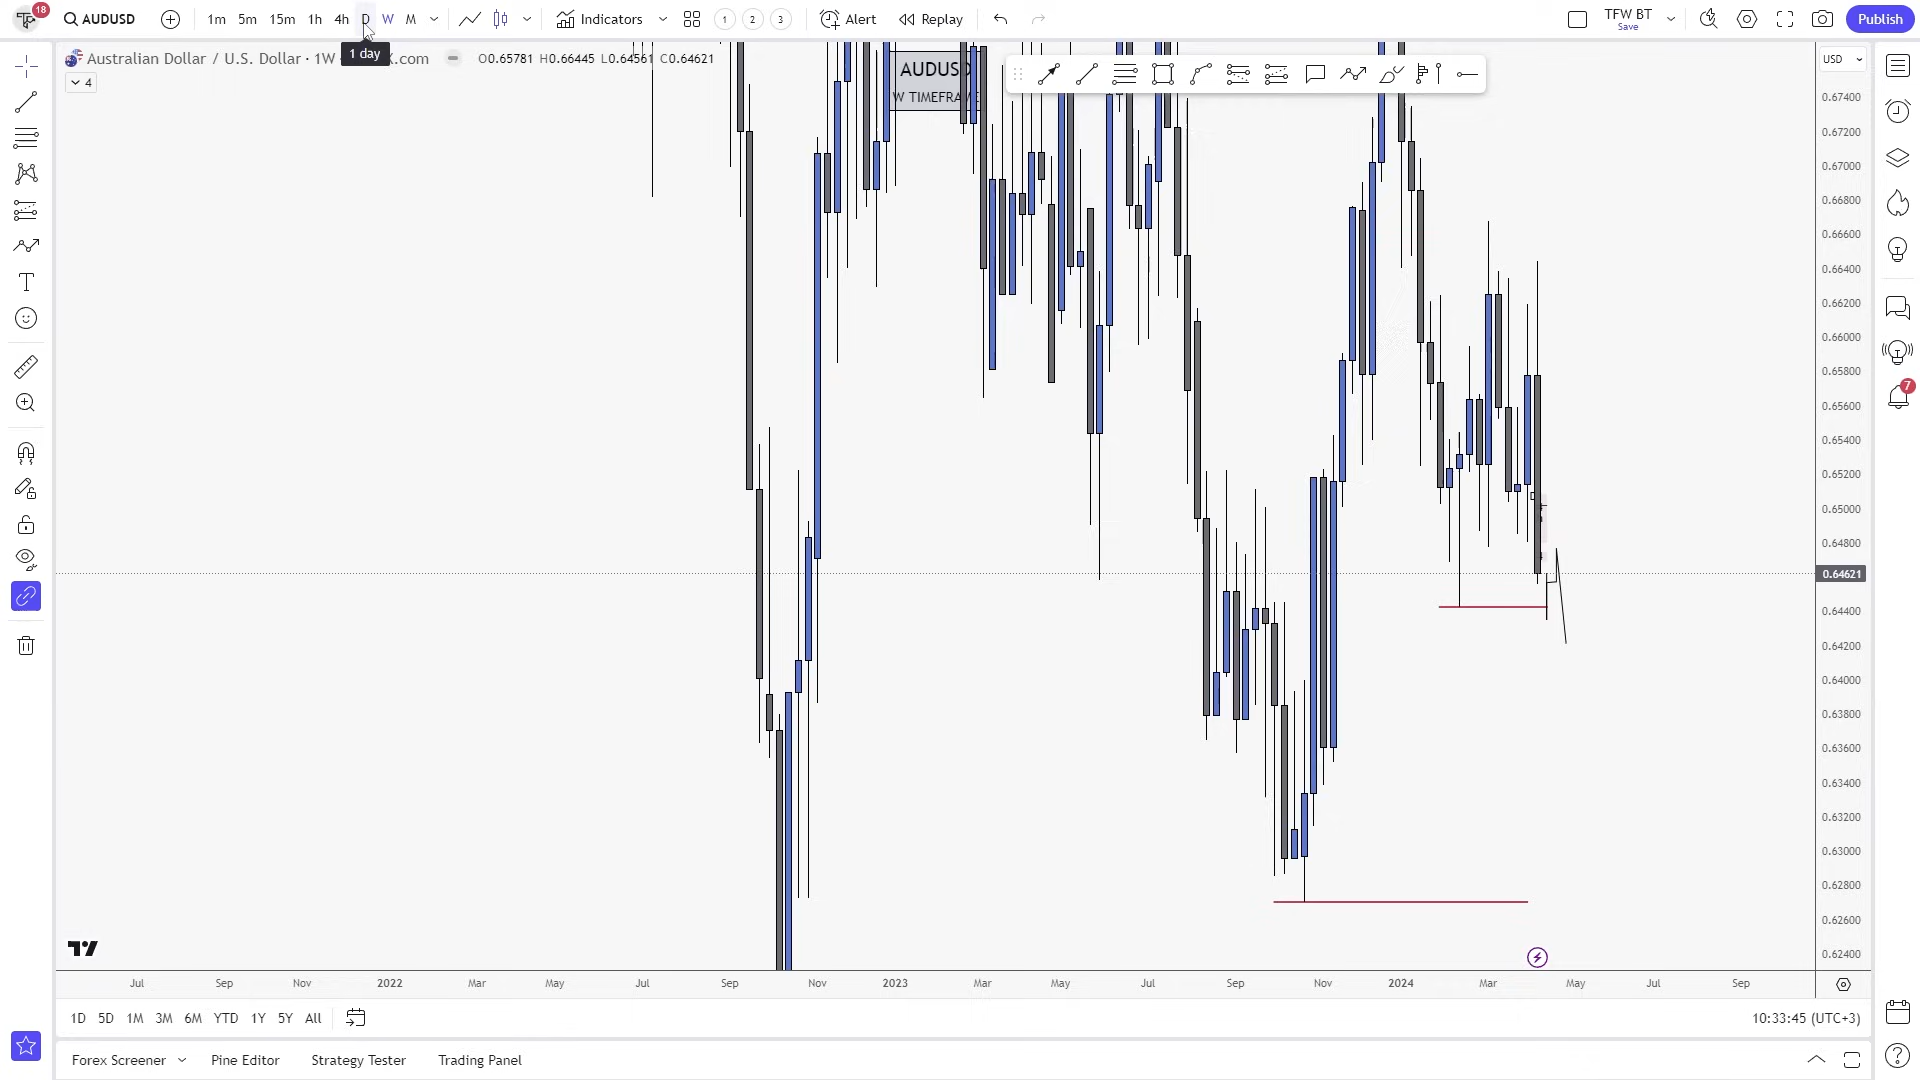 18
AUDUSD
1m 5m 15m 1h 4h D W M
Indicators
1 2 3
Alert
Replay
TFW BT
Save
Publish
1 day
Australian Dollar / U.S. Dollar · 1W
X.com
O0.65781 H0.66445 L0.64561 C0.64621
4
AUDUSD
W TIMEFRAME
USD
0.67400
0.67200
0.67000
0.66800
0.66600
0.66400
0.66200
0.66000
0.65800
0.65600
0.65400
0.65200
0.65000
0.64800
0.64621
0.64400
0.64200
0.64000
0.63800
0.63600
0.63400
0.63200
0.63000
0.62800
0.62600
0.62400
7
Jul Sep Nov 2022 Mar May Jul Sep Nov 2023 Mar May Jul Sep Nov 2024 Mar May Jul Sep
1D 5D 1M 3M 6M YTD 1Y 5Y All
10:33:45 (UTC+3)
Forex Screener Pine Editor Strategy Tester Trading Panel